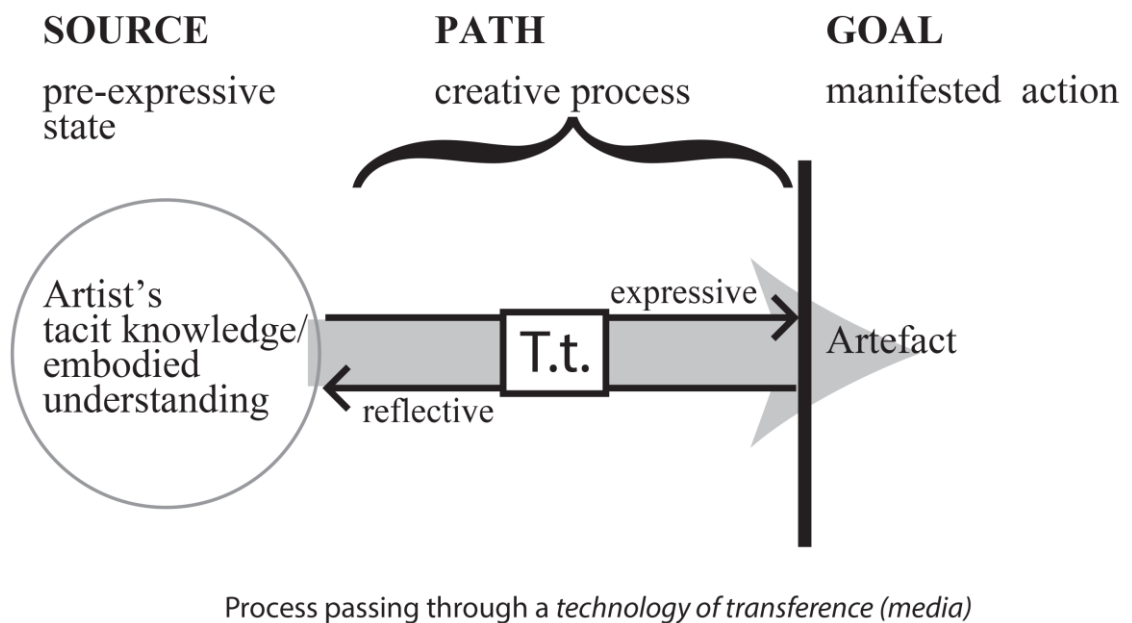 SOURCE
pre-expressive
state
PATH
creative process
GOAL
manifested action
Artist's
tacit knowledge/
embodied
understanding
expressive
T.t.
reflective
Artefact
Process passing through a technology of transference (media)